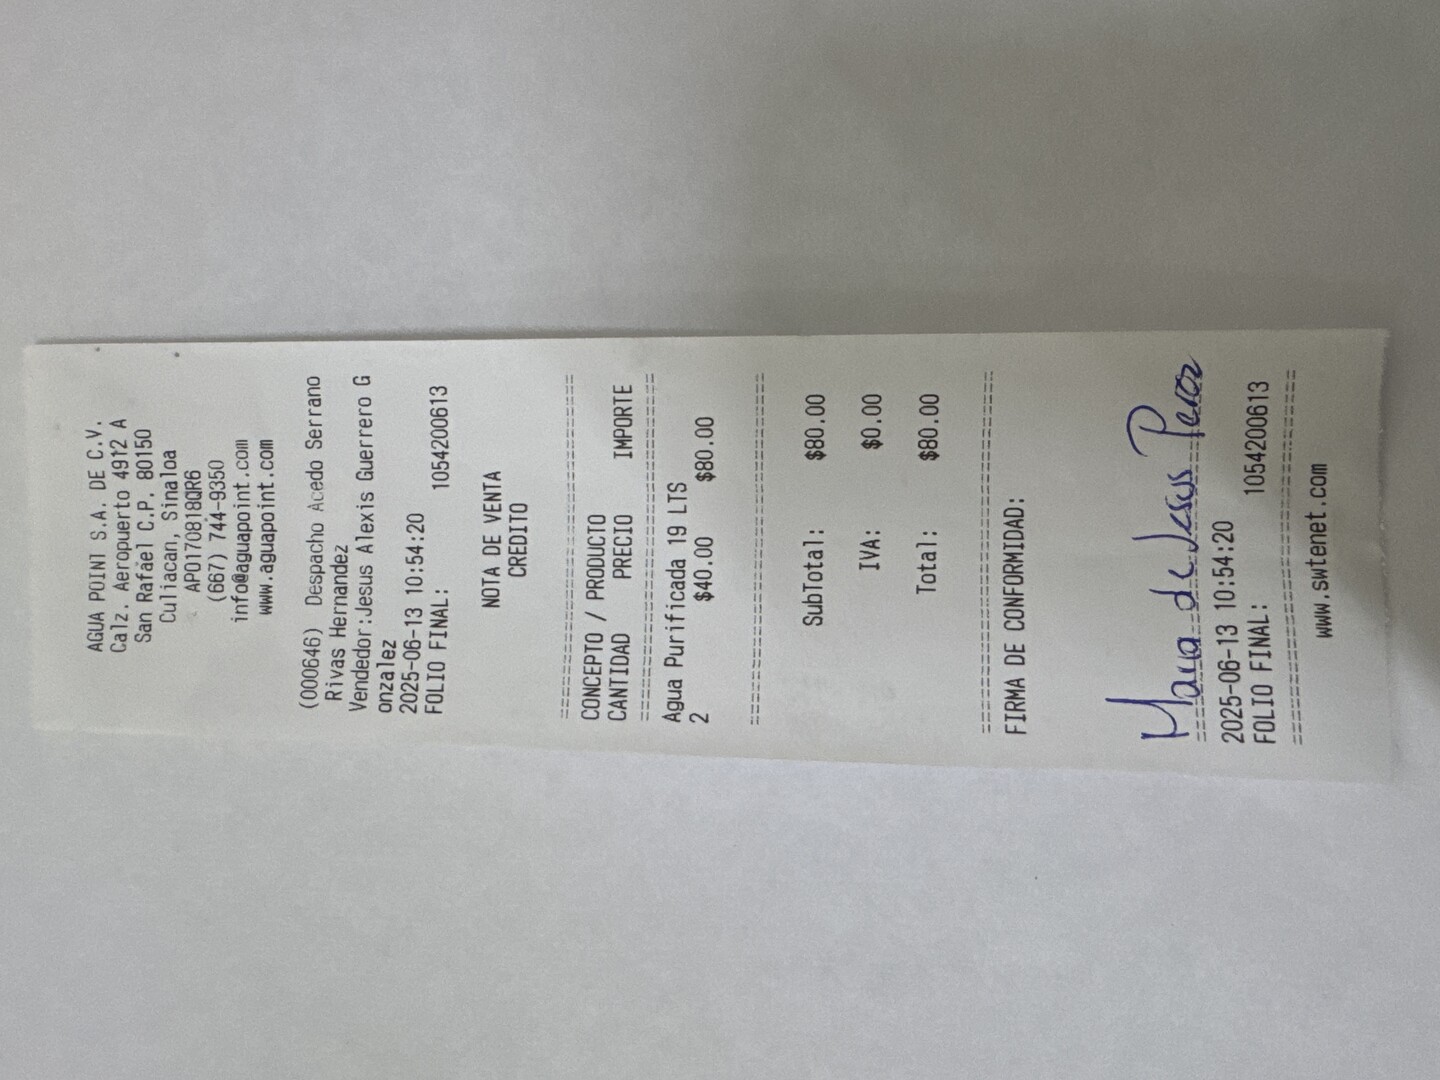 AGUA POINT S.A. DE C.V.
Calz. Aeropuerto 4912 A
San Rafael C.P. 80150
Culiacan, Sinaloa
APO170818QR6
(667) 744-9350
info@aguapoint.com
www.aguapoint.com
(000646) Despacho Acedo Serrano
Rivas Hernandez
Vendedor:Jesus Alexis Guerrero G
onzalez
2025-06-13 10:54:20
FOLIO FINAL: 1054200613
NOTA DE VENTA
CREDITO
================================
CONCEPTO / PRODUCTO
CANTIDAD PRECIO IMPORTE
================================
Agua Purificada 19 LTS
2 $40.00 $80.00
================================
SubTotal: $80.00
IVA: $0.00
Total: $80.00
================================
FIRMA DE CONFORMIDAD:
Maria de Jesus Perez
================================
2025-06-13 10:54:20
FOLIO FINAL: 1054200613
================================
www.swtenet.com